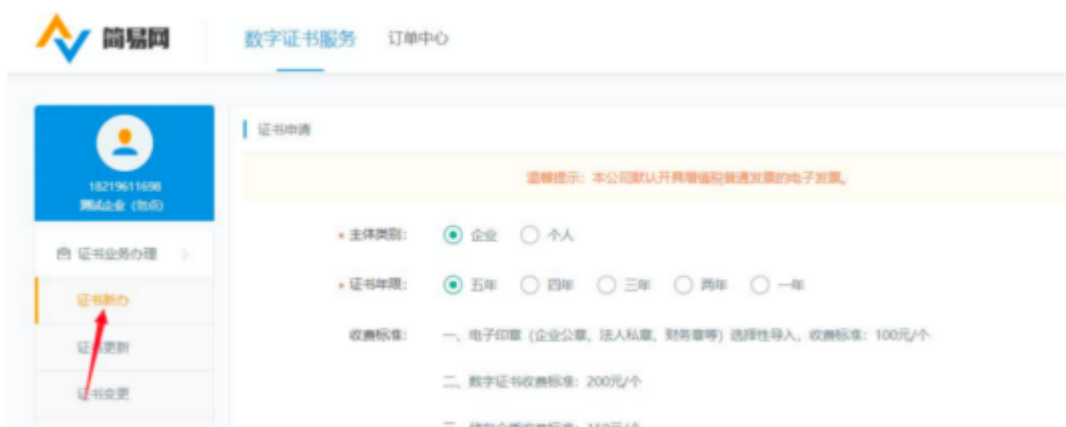 简易网
数字证书服务 订单中心
18219611698
测试企业（勿点）
证书业务办理
证书新办
证书更新
证书变更
证书申请
温馨提示：本公司默认开具增值税普通发票的电子发票。
* 主体类别： 企业 个人
* 证书年限： 五年 四年 三年 两年 一年
收费标准： 一、电子印章（企业公章、法人私章、财务章等）选择性导入，收费标准：100元/个
二、数字证书收费标准：200元/个